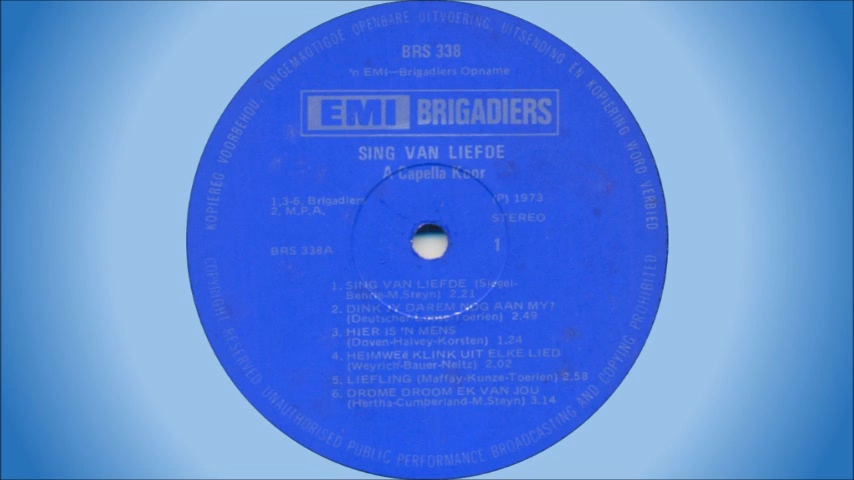 KOPIEREG VOORBEHOU, ONGEMAGTIGDE OPENBARE UITVOERING, UITSENDING EN KOPIERING WORD VERBIED
BRS 338
'n EMI—Brigadiers Opname
EMI BRIGADIERS
SING VAN LIEFDE
A Capella Koor
1,3-6, Brigadiers
2. M.P.A.
(P) 1973
STEREO
BRS 338A
1
1. SING VAN LIEFDE (Siegel-
Behrle-M.Steyn) 2,21
2. DINK JY DAREM NOG AAN MY?
(Deutscher-Toerien) 2,49
3. HIER IS 'N MENS
(Doven-Halvey-Korsten) 1.24
4. HEIMWEë KLINK UIT ELKE LIED
(Weyrich-Bauer-Neltz) 2,02
5. LIEFLING (Maffay-Kunze-Toerien) 2.58
6. DROME DROOM EK VAN JOU
(Hertha-Cumberland-M.Steyn) 3.14
COPYRIGHT RESERVED UNAUTHORISED PUBLIC PERFORMANCE BROADCASTING AND COPYING PROHIBITED